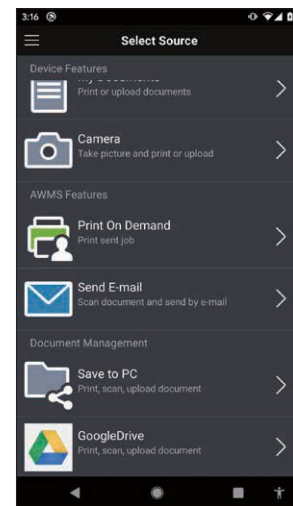 3:16
Select Source
Device Features
My Documents
Print or upload documents
Camera
Take picture and print or upload
AWMS Features
Print On Demand
Print sent job
Send E-mail
Scan document and send by e-mail
Document Management
Save to PC
Print, scan, upload document
GoogleDrive
Print, scan, upload document